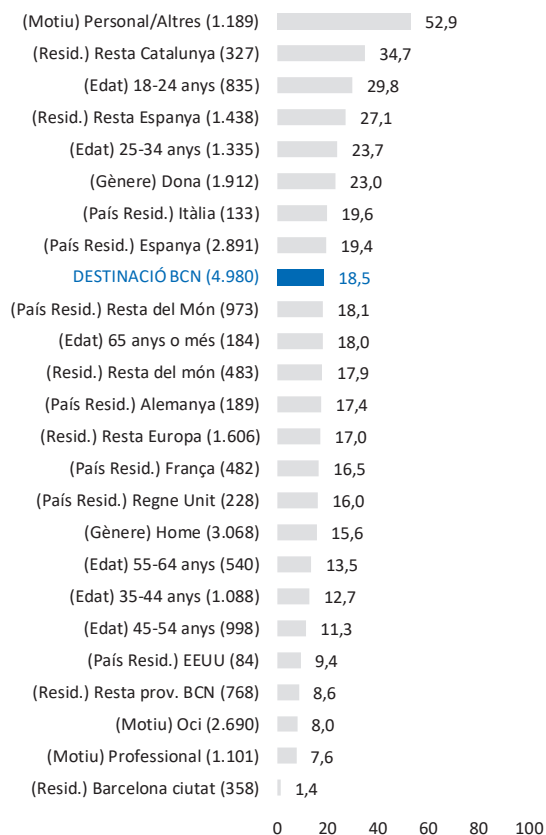 (Motiu) Personal/Altres (1.189) 52,9
(Resid.) Resta Catalunya (327) 34,7
(Edat) 18-24 anys (835) 29,8
(Resid.) Resta Espanya (1.438) 27,1
(Edat) 25-34 anys (1.335) 23,7
(Gènere) Dona (1.912) 23,0
(País Resid.) Itàlia (133) 19,6
(País Resid.) Espanya (2.891) 19,4
DESTINACIÓ BCN (4.980) 18,5
(País Resid.) Resta del Món (973) 18,1
(Edat) 65 anys o més (184) 18,0
(Resid.) Resta del món (483) 17,9
(País Resid.) Alemanya (189) 17,4
(Resid.) Resta Europa (1.606) 17,0
(País Resid.) França (482) 16,5
(País Resid.) Regne Unit (228) 16,0
(Gènere) Home (3.068) 15,6
(Edat) 55-64 anys (540) 13,5
(Edat) 35-44 anys (1.088) 12,7
(Edat) 45-54 anys (998) 11,3
(País Resid.) EEUU (84) 9,4
(Resid.) Resta prov. BCN (768) 8,6
(Motiu) Oci (2.690) 8,0
(Motiu) Professional (1.101) 7,6
(Resid.) Barcelona ciutat (358) 1,4
0 20 40 60 80 100